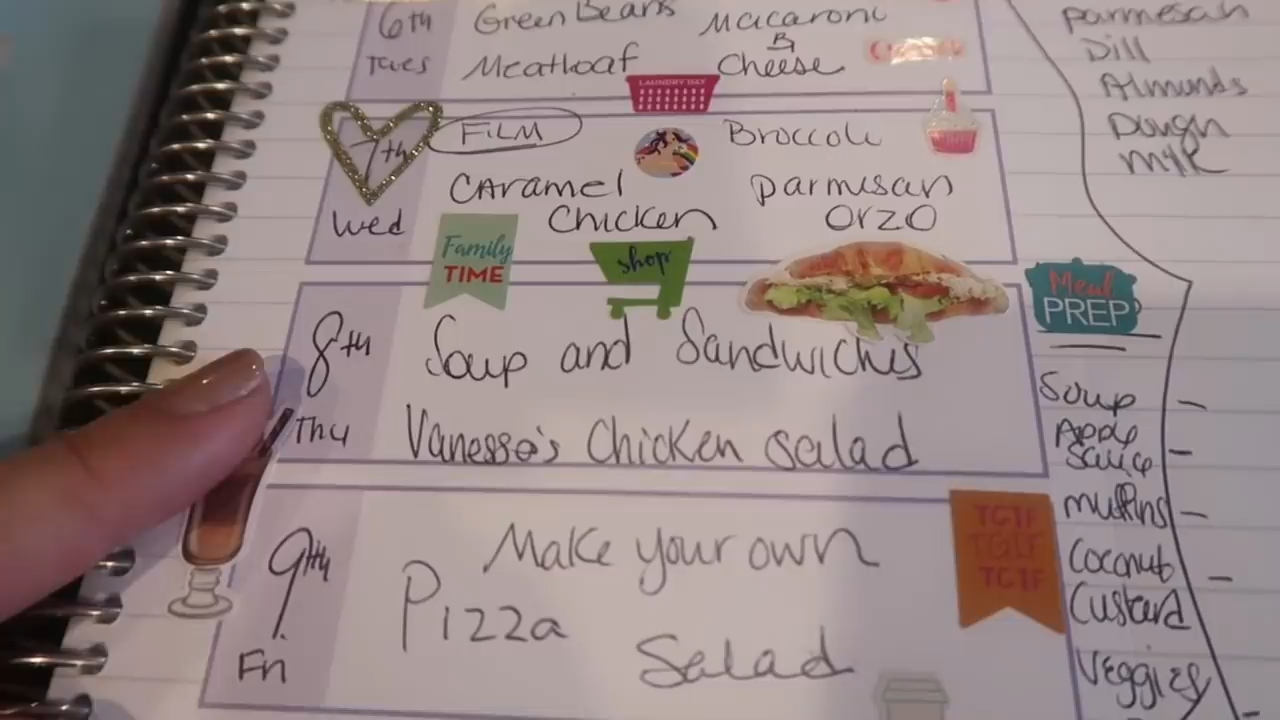 6th Green Beans Macaroni
&
Tues Meatloaf Cheese
LAUNDRY DAY
7th FILM Broccoli
Caramel Parmesan
Wed Chicken Orzo
Family
TIME
shop
8th Soup and Sandwiches
Thu Vanessa's Chicken salad
9th Make your own
Pizza
Fri Salad
TGIF
TGIF
TGIF
Parmesan
Dill
Almonds
Dough
Milk
Meal
PREP
Soup –
Apple
Sauce –
Muffins –
Coconut –
Custard
Veggies –